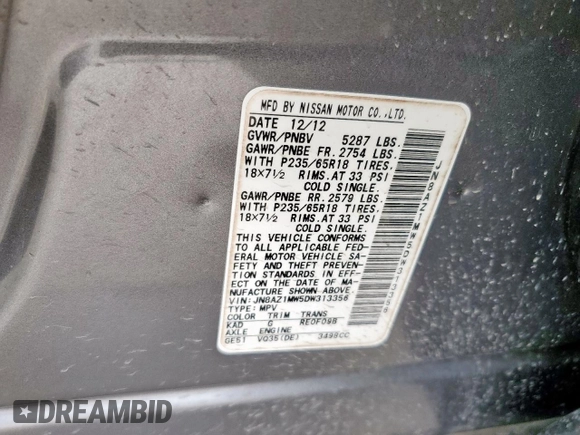 MFD BY NISSAN MOTOR CO.,LTD.
DATE 12/12
GVWR/PNBV 5287 LBS.
GAWR/PNBE FR. 2754 LBS.
WITH P235/65R18 TIRES.
18×7½ RIMS.AT 33 PSI
COLD SINGLE.
GAWR/PNBE RR. 2579 LBS.
WITH P235/65R18 TIRES.
18×7½ RIMS.AT 33 PSI
COLD SINGLE.
THIS VEHICLE CONFORMS
TO ALL APPLICABLE FED-
ERAL MOTOR VEHICLE SA-
FETY AND THEFT PREVEN-
TION STANDARDS IN EFF-
ECT ON THE DATE OF MA-
NUFACTURE SHOWN ABOVE.
VIN:JN8AZ1MW5DW313356
TYPE:MPV
COLOR TRIM TRANS
KAD G RE0F09B
AXLE ENGINE
GE51 VQ35(DE) 3498CC
JN8AZ1MW5DW313356
DREAMBID